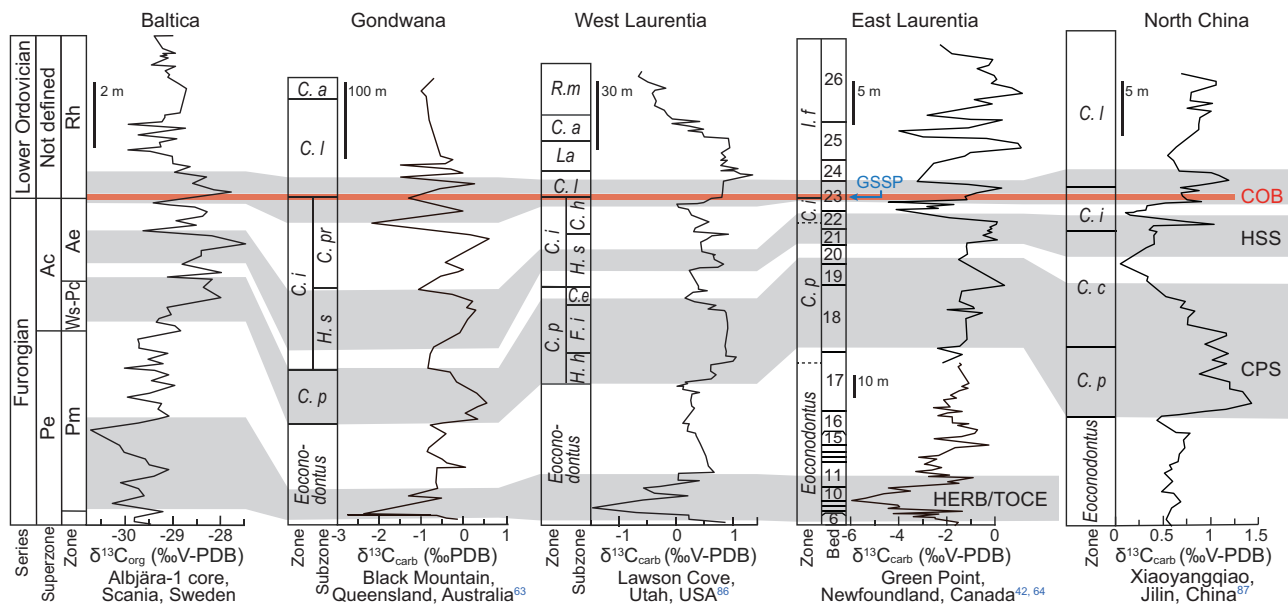 Baltica
Gondwana
West Laurentia
East Laurentia
North China
Lower Ordovician
Not defined
Rh
Furongian
Ac
Ae
Ws-Pc
Pe
Pm
2 m
Series
Superzone
Zone
-30 -29 -28
δ13Corg (‰V-PDB)
Albjära-1 core,
Scania, Sweden
C. a
C. l
C. i
C. pr
H. s
C. p
Eocono-
dontus
100 m
Zone
Subzone
-3 -2 -1 0 1
δ13Ccarb (‰PDB)
Black Mountain,
Queensland, Australia63
R.m
C. a
La
C. l
C. i
C. h
H. s
C. p
C.e
F. i
H. h
Eocono-
dontus
30 m
Zone
Subzone
-1 0 1
δ13Ccarb (‰V-PDB)
Lawson Cove,
Utah, USA86
I. f
C. i
C. p
Eoconodontus
26
25
24
23
22
21
20
19
18
17
16
15
11
10
6
5 m
10 m
GSSP
HERB/TOCE
Zone
Bed
-6 -4 -2 0
δ13Ccarb (‰V-PDB)
Green Point,
Newfoundland, Canada42, 64
C. l
C. i
C. c
C. p
Eoconodontus
5 m
COB
HSS
CPS
Zone
0 0.5 1 1.5
δ13Ccarb (‰V-PDB)
Xiaoyangqiao,
Jilin, China87